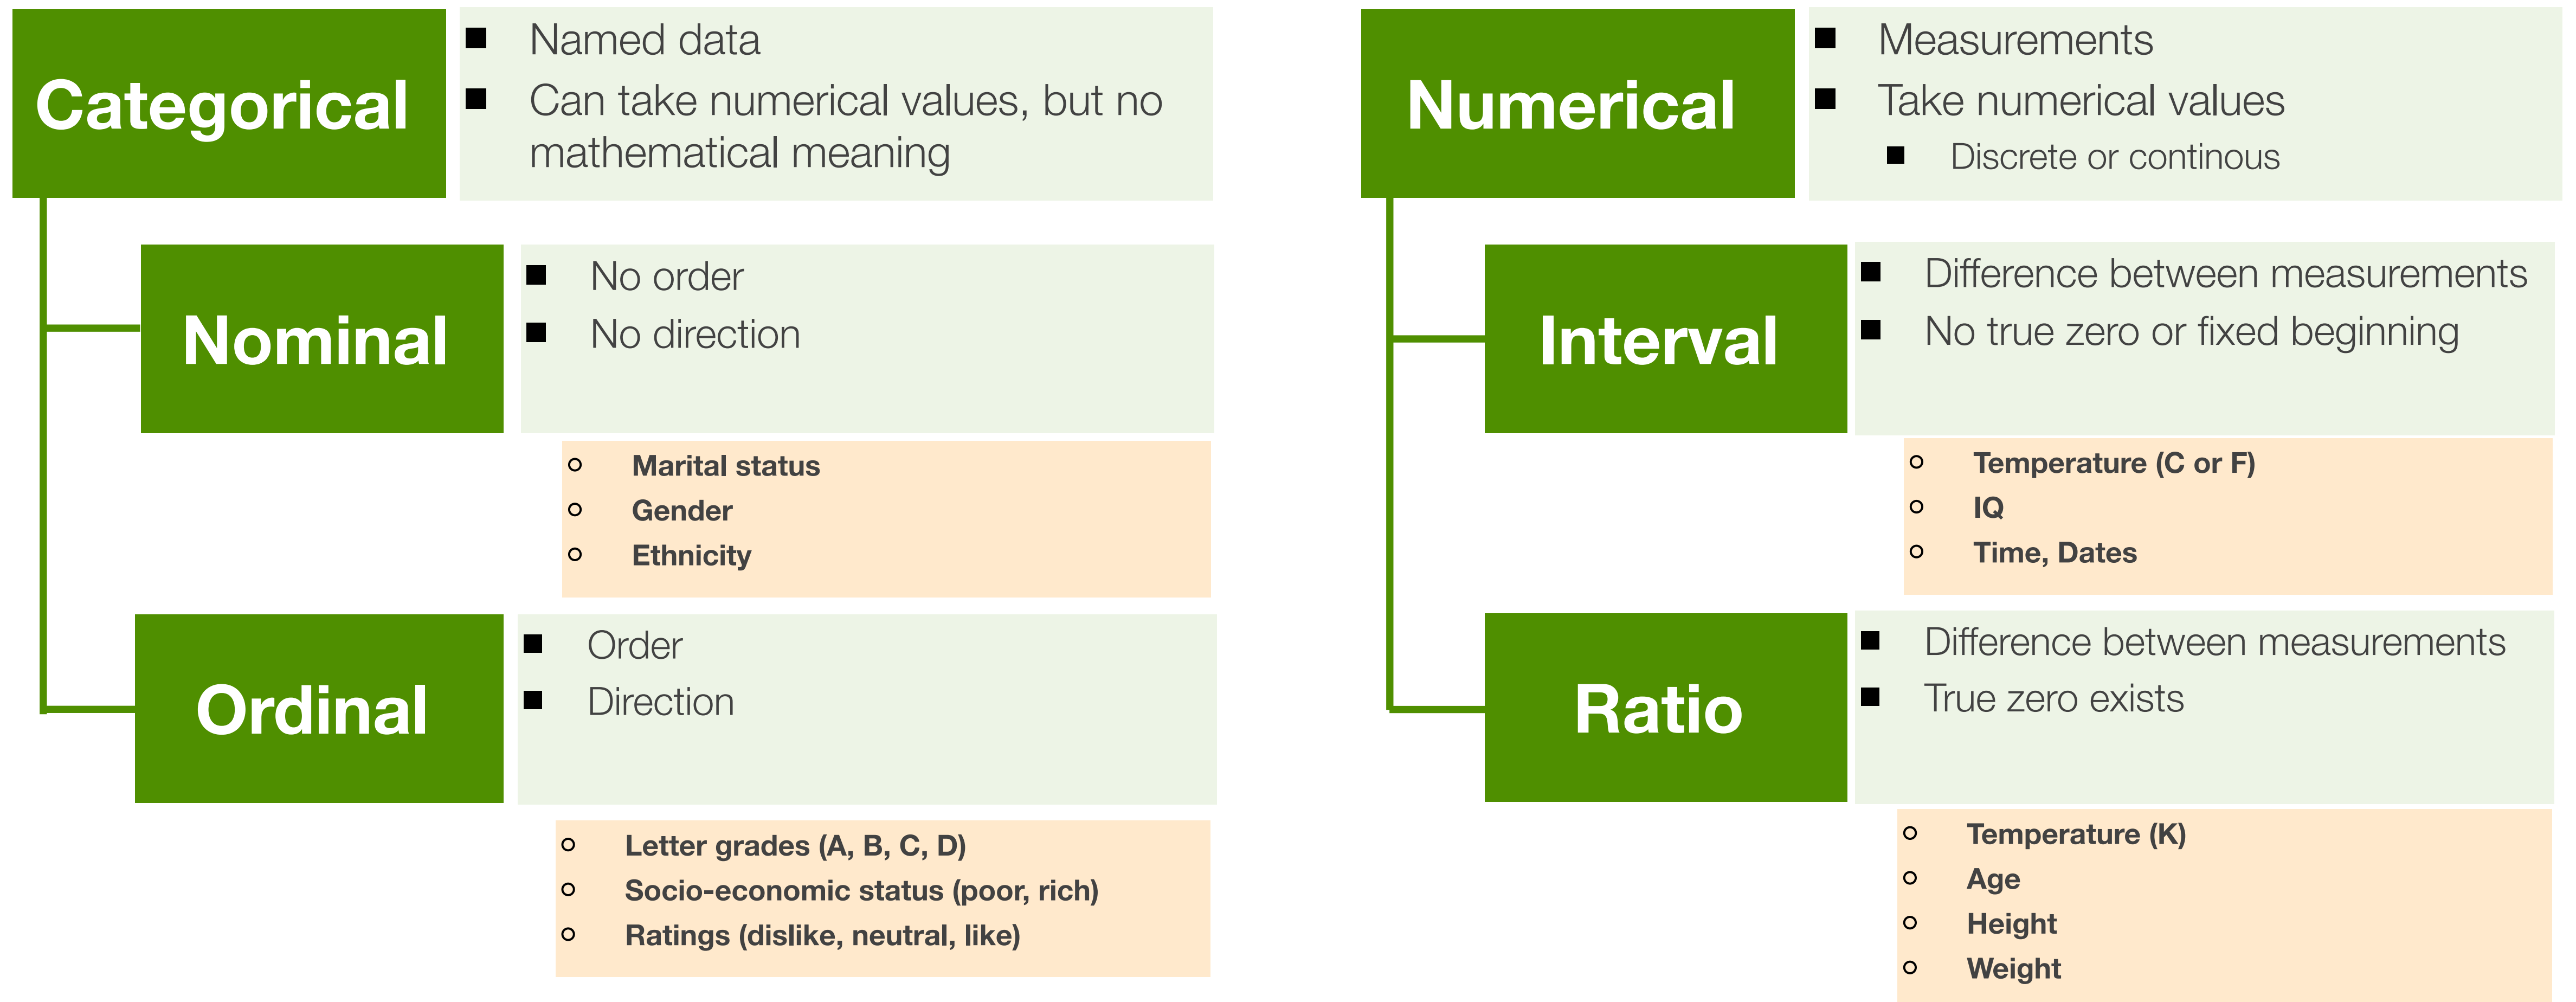 Categorical
Named data
Can take numerical values, but no
mathematical meaning
Nominal
No order
No direction
Marital status
Gender
Ethnicity
Ordinal
Order
Direction
Letter grades (A, B, C, D)
Socio-economic status (poor, rich)
Ratings (dislike, neutral, like)
Numerical
Measurements
Take numerical values
Discrete or continous
Interval
Difference between measurements
No true zero or fixed beginning
Temperature (C or F)
IQ
Time, Dates
Ratio
Difference between measurements
True zero exists
Temperature (K)
Age
Height
Weight